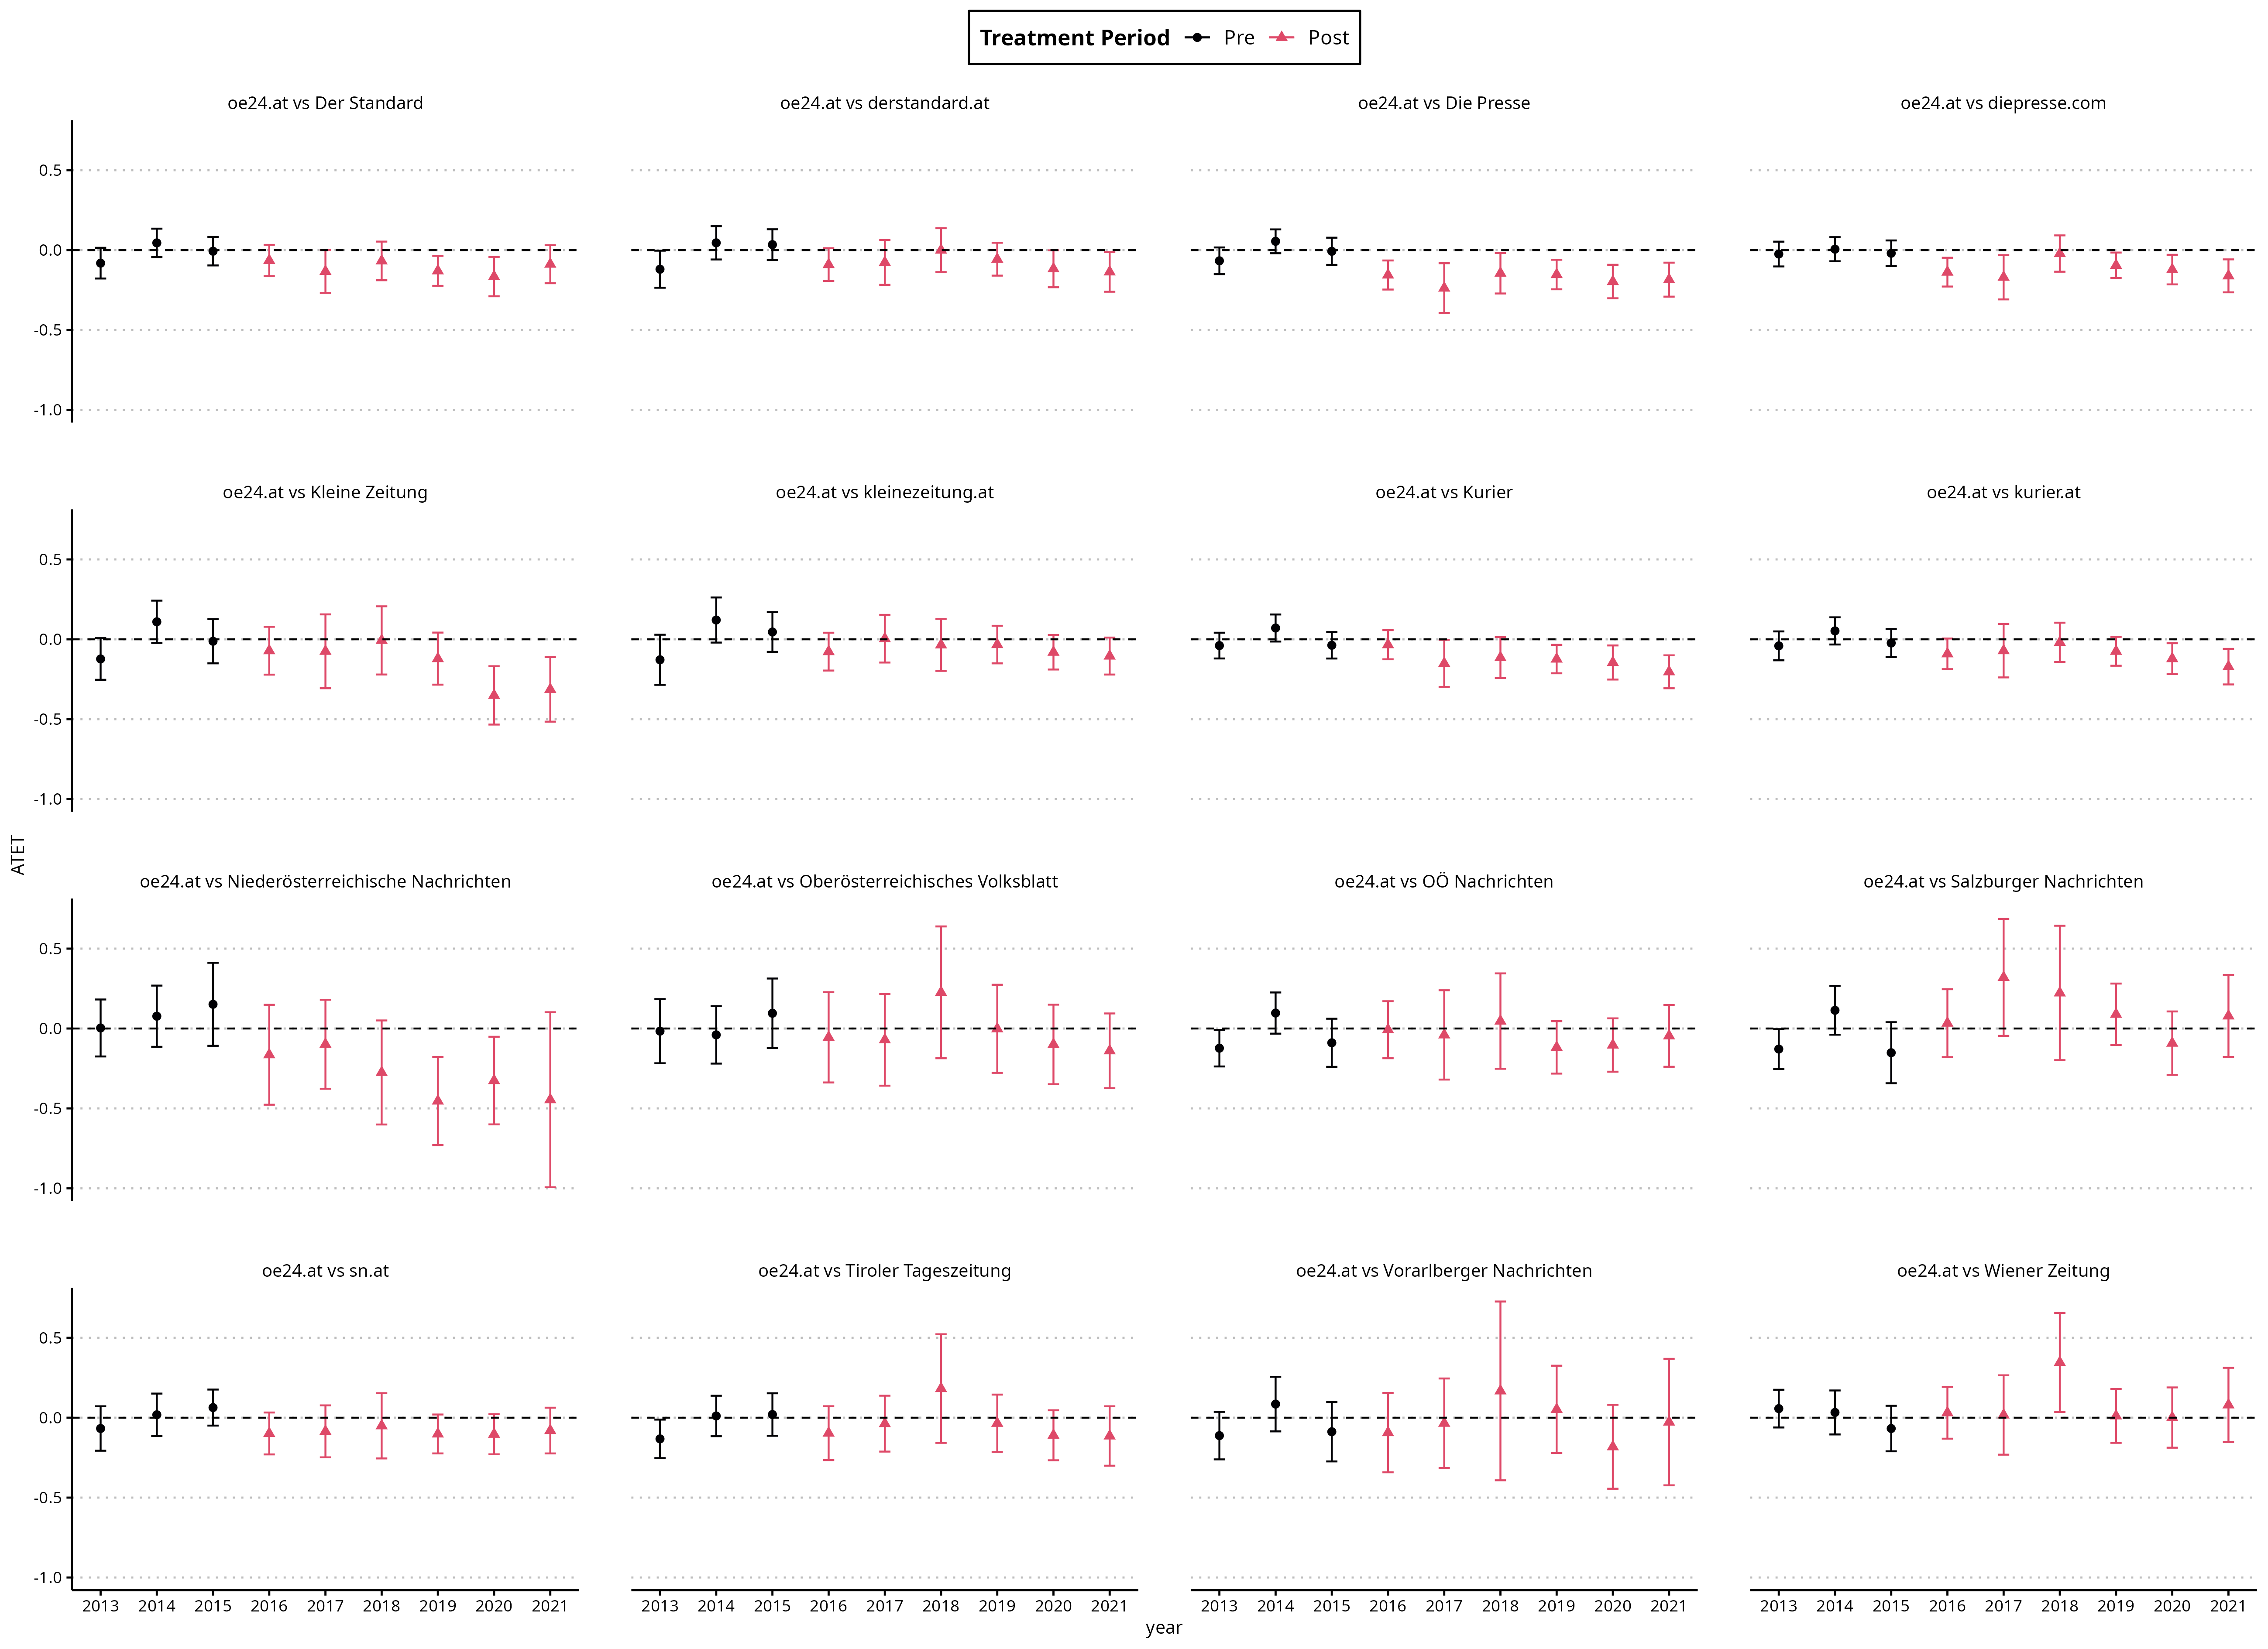 Treatment Period Pre Post
oe24.at vs Der Standard
oe24.at vs derstandard.at
oe24.at vs Die Presse
oe24.at vs diepresse.com
0.5
0.0
-0.5
-1.0
oe24.at vs Kleine Zeitung
oe24.at vs kleinezeitung.at
oe24.at vs Kurier
oe24.at vs kurier.at
0.5
0.0
-0.5
-1.0
ATET
oe24.at vs Niederösterreichische Nachrichten
oe24.at vs Oberösterreichisches Volksblatt
oe24.at vs OÖ Nachrichten
oe24.at vs Salzburger Nachrichten
0.5
0.0
-0.5
-1.0
oe24.at vs sn.at
oe24.at vs Tiroler Tageszeitung
oe24.at vs Vorarlberger Nachrichten
oe24.at vs Wiener Zeitung
0.5
0.0
-0.5
-1.0
2013 2014 2015 2016 2017 2018 2019 2020 2021
2013 2014 2015 2016 2017 2018 2019 2020 2021
2013 2014 2015 2016 2017 2018 2019 2020 2021
2013 2014 2015 2016 2017 2018 2019 2020 2021
year